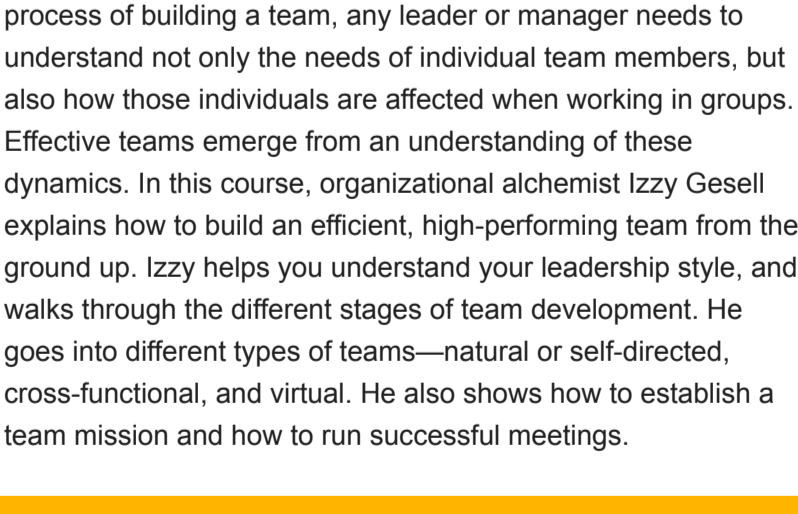 process of building a team, any leader or manager needs to
understand not only the needs of individual team members, but
also how those individuals are affected when working in groups.
Effective teams emerge from an understanding of these
dynamics. In this course, organizational alchemist Izzy Gesell
explains how to build an efficient, high-performing team from the
ground up. Izzy helps you understand your leadership style, and
walks through the different stages of team development. He
goes into different types of teams—natural or self-directed,
cross-functional, and virtual. He also shows how to establish a
team mission and how to run successful meetings.